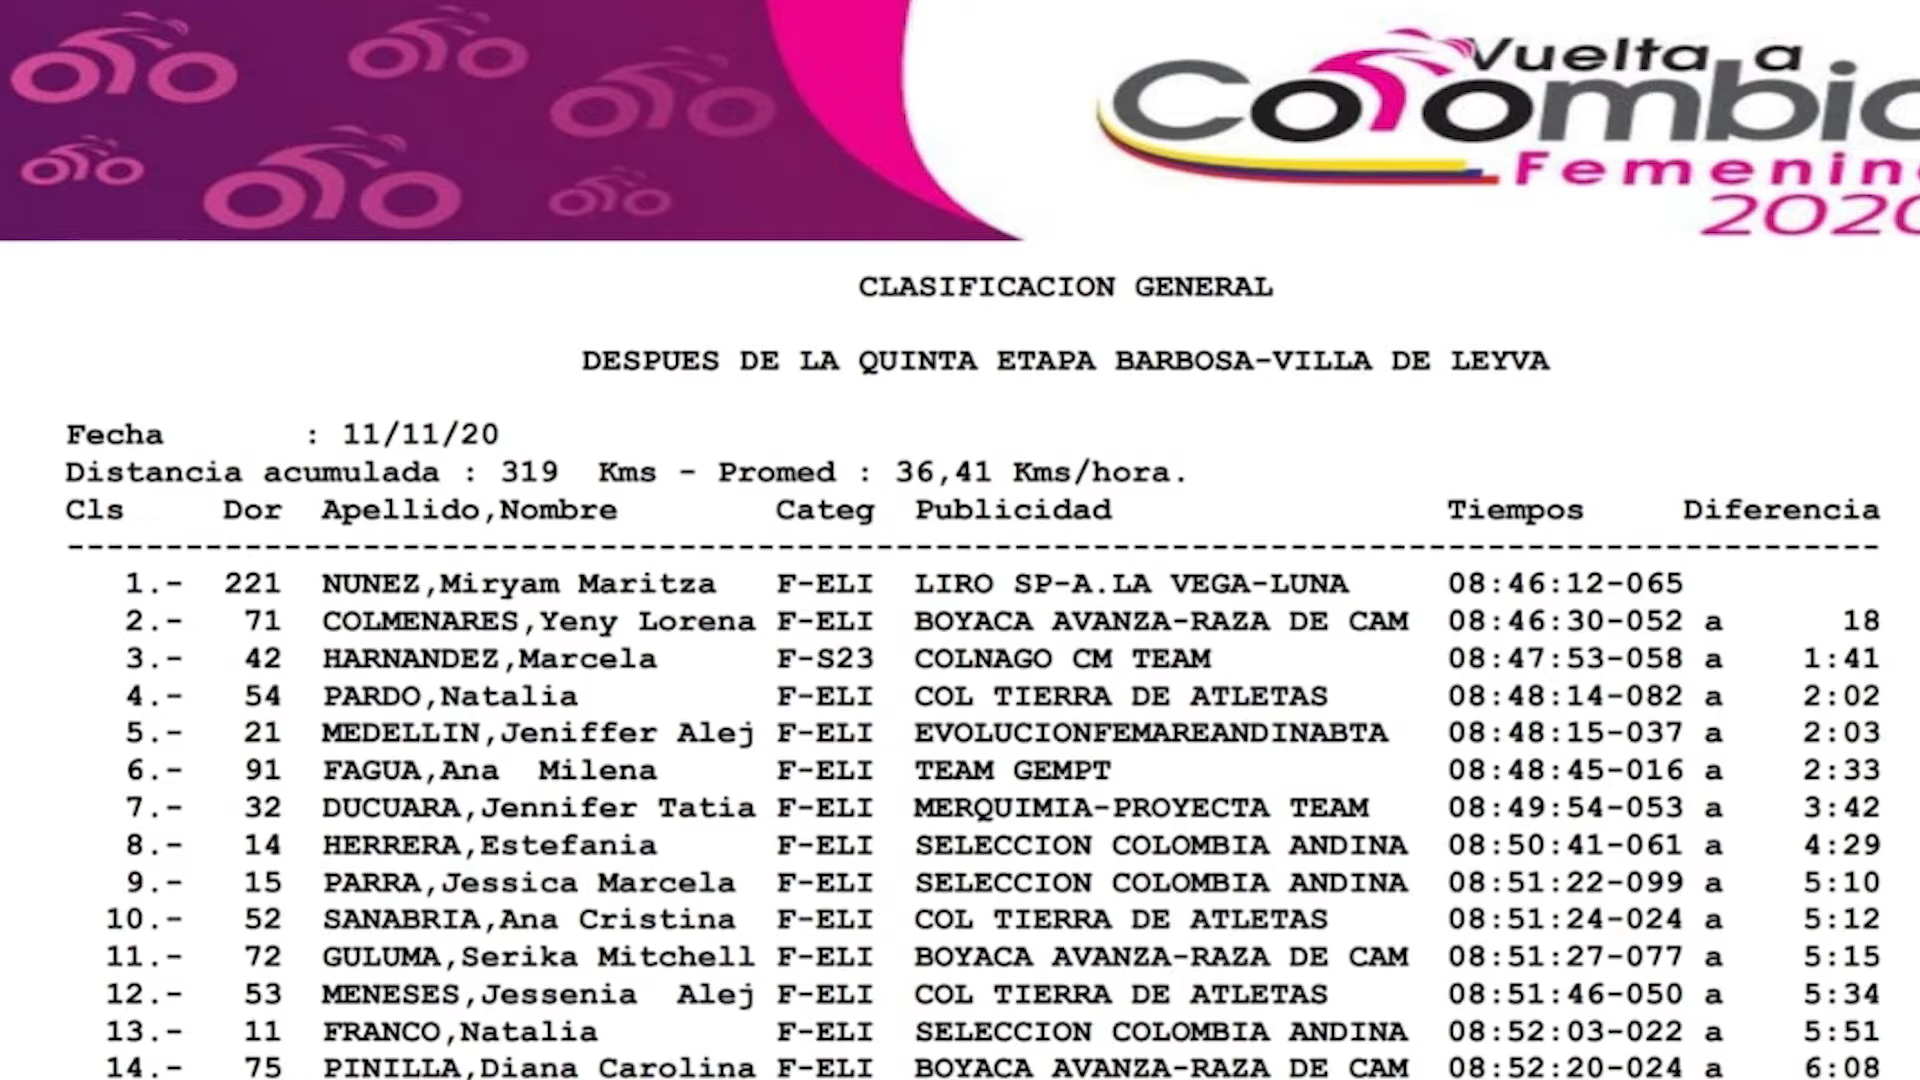 Vuelta a
Colombia
Femenin
2020
CLASIFICACION GENERAL
DESPUES DE LA QUINTA ETAPA BARBOSA-VILLA DE LEYVA
Fecha : 11/11/20
Distancia acumulada : 319 Kms - Promed : 36,41 Kms/hora.
Cls Dor Apellido,Nombre Categ Publicidad Tiempos Diferencia
1.- 221 NUNEZ,Miryam Maritza F-ELI LIRO SP-A.LA VEGA-LUNA 08:46:12-065
2.- 71 COLMENARES,Yeny Lorena F-ELI BOYACA AVANZA-RAZA DE CAM 08:46:30-052 a 18
3.- 42 HARNANDEZ,Marcela F-S23 COLNAGO CM TEAM 08:47:53-058 a 1:41
4.- 54 PARDO,Natalia F-ELI COL TIERRA DE ATLETAS 08:48:14-082 a 2:02
5.- 21 MEDELLIN,Jeniffer Alej F-ELI EVOLUCIONFEMAREANDINABTA 08:48:15-037 a 2:03
6.- 91 FAGUA,Ana Milena F-ELI TEAM GEMPT 08:48:45-016 a 2:33
7.- 32 DUCUARA,Jennifer Tatia F-ELI MERQUIMIA-PROYECTA TEAM 08:49:54-053 a 3:42
8.- 14 HERRERA,Estefania F-ELI SELECCION COLOMBIA ANDINA 08:50:41-061 a 4:29
9.- 15 PARRA,Jessica Marcela F-ELI SELECCION COLOMBIA ANDINA 08:51:22-099 a 5:10
10.- 52 SANABRIA,Ana Cristina F-ELI COL TIERRA DE ATLETAS 08:51:24-024 a 5:12
11.- 72 GULUMA,Serika Mitchell F-ELI BOYACA AVANZA-RAZA DE CAM 08:51:27-077 a 5:15
12.- 53 MENESES,Jessenia Alej F-ELI COL TIERRA DE ATLETAS 08:51:46-050 a 5:34
13.- 11 FRANCO,Natalia F-ELI SELECCION COLOMBIA ANDINA 08:52:03-022 a 5:51
14.- 75 PINILLA,Diana Carolina F-ELI BOYACA AVANZA-RAZA DE CAM 08:52:20-024 a 6:08